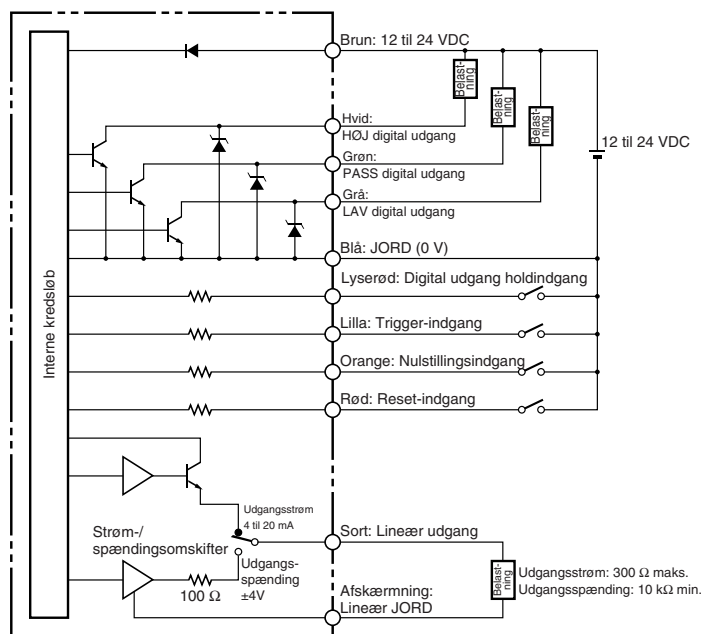 Brun: 12 til 24 VDC
Belast-
ning
Belast-
ning
Belast-
ning
Hvid:
HØJ digital udgang
12 til 24 VDC
Grøn:
PASS digital udgang
Grå:
LAV digital udgang
Blå: JORD (0 V)
Interne kredsløb
Lyserød: Digital udgang holdindgang
Lilla: Trigger-indgang
Orange: Nulstillingsindgang
Rød: Reset-indgang
Udgangsstrøm
4 til 20 mA
Strøm-/
spændingsomskifter
Sort: Lineær udgang
Udgangs-
spænding
±4V
100 Ω
Belast-
ning
Udgangsstrøm: 300 Ω maks.
Udgangsspænding: 10 kΩ min.
Afskærmning:
Lineær JORD